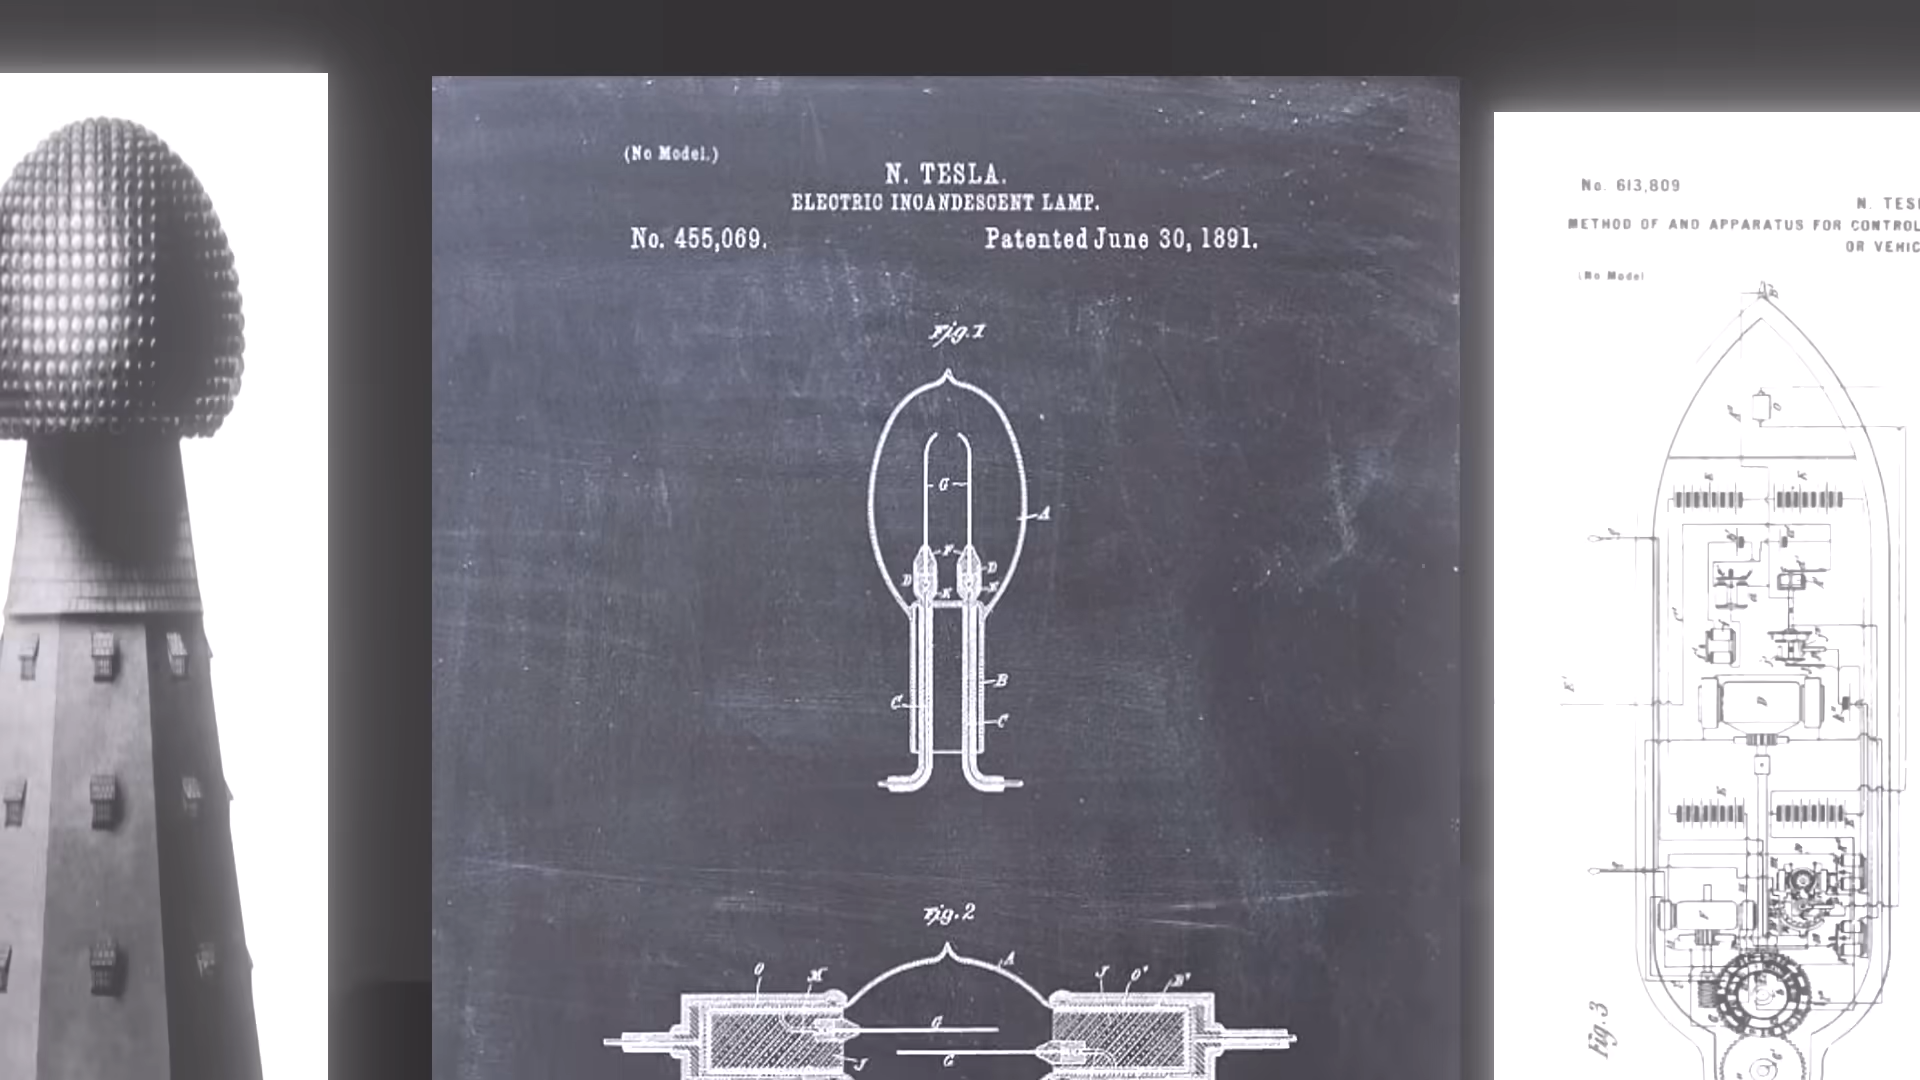 (No Model.)
N. TESLA.
ELECTRIC INCANDESCENT LAMP.
No. 455,069.
Patented June 30, 1891.
Fig. 1
G
A
F
D
D
E
E
B
C
C
Fig. 2
A
O
M
J
O'
B'
G
G
J
No. 613,809
N. TES
METHOD OF AND APPARATUS FOR CONTROL
OR VEHIC
(No Model
Fig. 3
D
F
E
E'